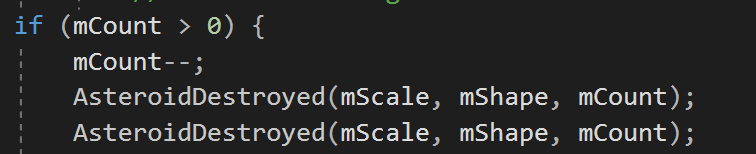 if (mCount > 0) {
    mCount--;
    AsteroidDestroyed(mScale, mShape, mCount);
    AsteroidDestroyed(mScale, mShape, mCount);